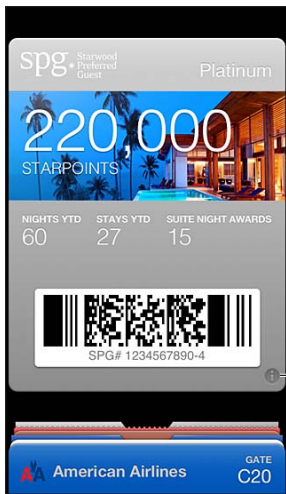 spg. Starwood
Preferred
Guest
Platinum
220,000
STARPOINTS
NIGHTS YTD STAYS YTD SUITE NIGHT AWARDS
60 27 15
SPG# 1234567890-4
i
AA American Airlines
GATE
C20